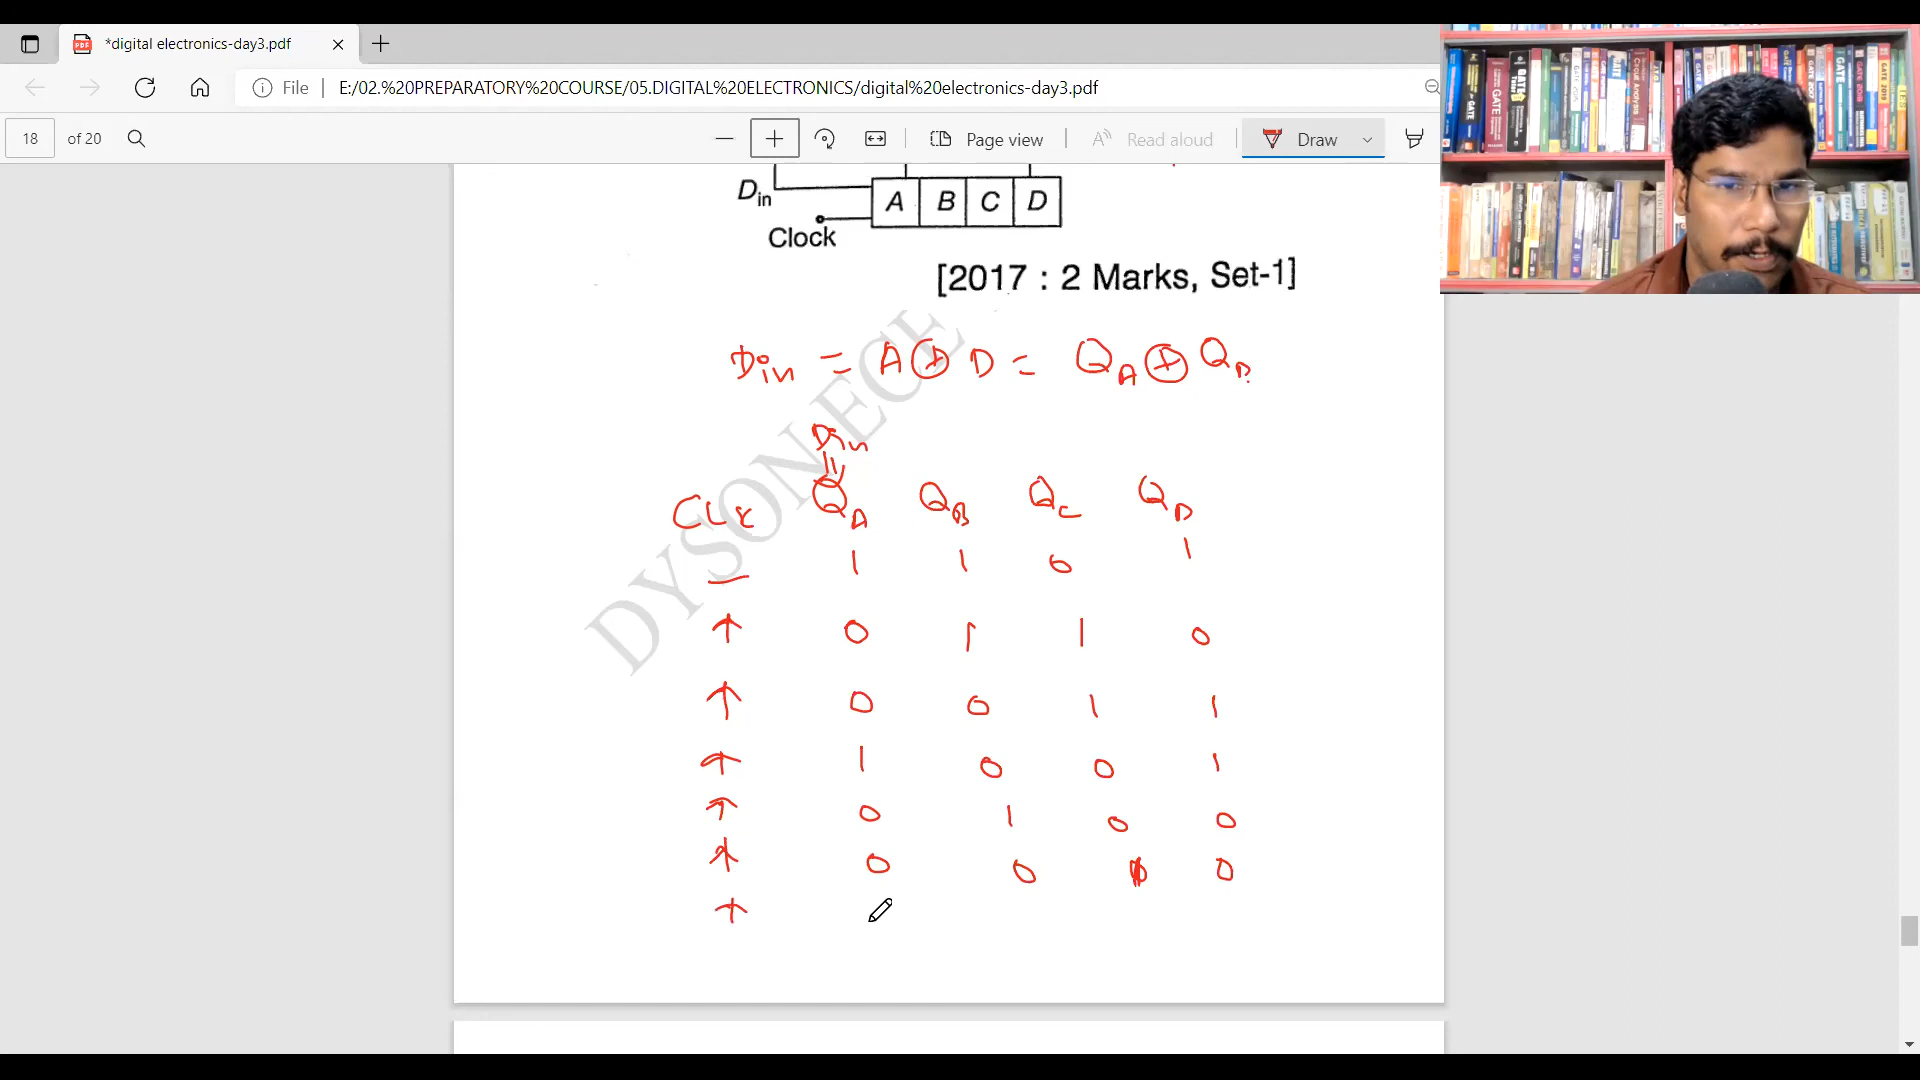 *digital electronics-day3.pdf
File E:/02.%20PREPARATORY%20COURSE/05.DIGITAL%20ELECTRONICS/digital%20electronics-day3.pdf
18 of 20 Page view Read aloud Draw
Din A B C D
Clock
[2017 : 2 Marks, Set-1]
Din = A ⊕ D = QA ⊕ QD
Din
CLK QA QB QC QD
— 1 1 0 1
↑ 0 1 1 0
↑ 0 0 1 1
↑ 1 0 0 1
↑ 0 1 0 0
↑ 0 0 0
↑
DYSON ECE